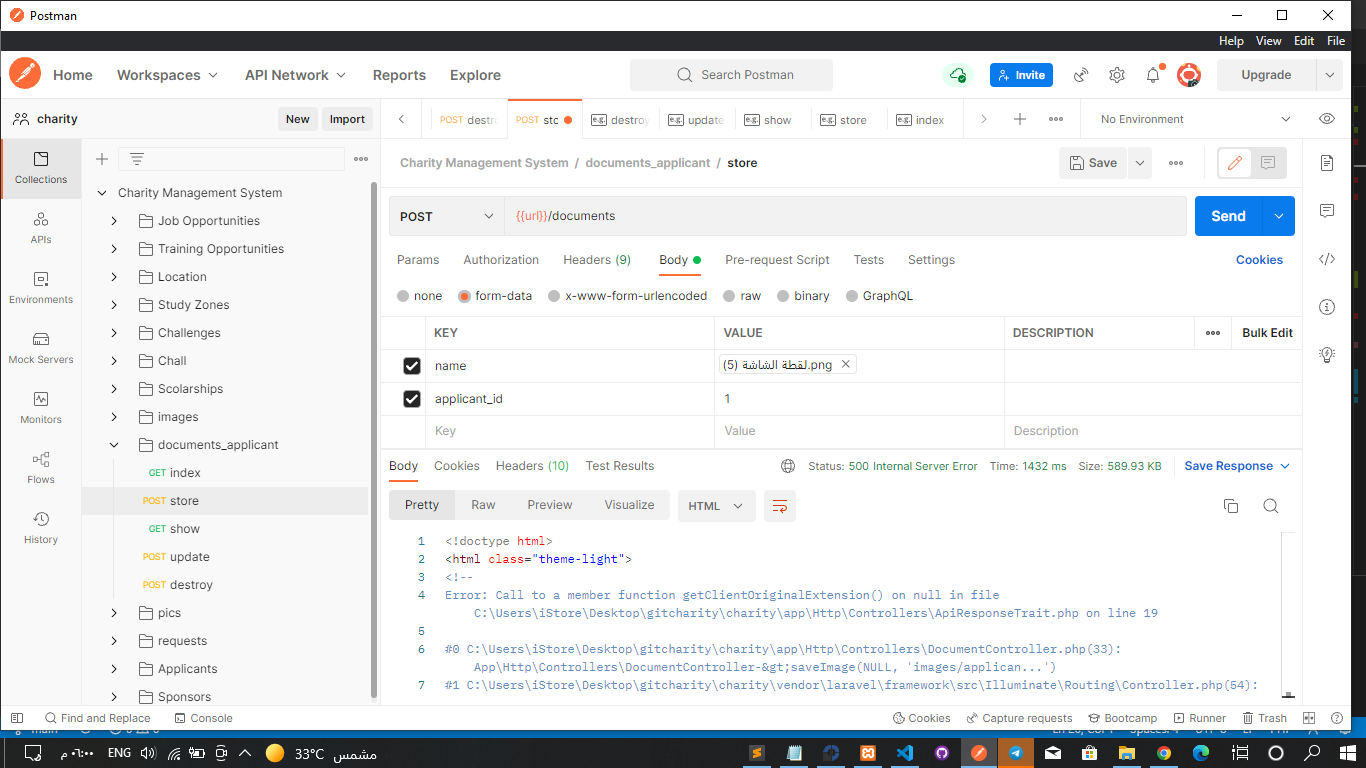 Postman
Help View Edit File
Home Workspaces API Network Reports Explore Search Postman Invite Upgrade
charity New Import POST destr POST stc e.g. destroy e.g. update e.g. show e.g. store e.g. index No Environment
Collections
APIs
Environments
Mock Servers
Monitors
Flows
History
Charity Management System
Job Opportunities
Training Opportunities
Location
Study Zones
Challenges
Chall
Scolarships
images
documents_applicant
GET index
POST store
GET show
POST update
POST destroy
pics
requests
Applicants
Sponsors
Charity Management System / documents_applicant / store Save
POST {{url}}/documents Send
Params Authorization Headers (9) Body Pre-request Script Tests Settings Cookies
none form-data x-www-form-urlencoded raw binary GraphQL
KEY VALUE DESCRIPTION Bulk Edit
name لقطة الشاشة (5).png
applicant_id 1
Key Value Description
Body Cookies Headers (10) Test Results Status: 500 Internal Server Error Time: 1432 ms Size: 589.93 KB Save Response
Pretty Raw Preview Visualize HTML
1 <!doctype html>
2 <html class="theme-light">
3 <!--
4 Error: Call to a member function getClientOriginalExtension() on null in file
C:\Users\iStore\Desktop\gitcharity\charity\app\Http\Controllers\ApiResponseTrait.php on line 19
5
6 #0 C:\Users\iStore\Desktop\gitcharity\charity\app\Http\Controllers\DocumentController.php(33):
App\Http\Controllers\DocumentController-&gt;saveImage(NULL, 'images/applican...')
7 #1 C:\Users\iStore\Desktop\gitcharity\charity\vendor\laravel\framework\src\Illuminate\Routing\Controller.php(54):
Find and Replace Console Cookies Capture requests Bootcamp Runner Trash
٠٦:٠٠ م ENG 33°C مشمس